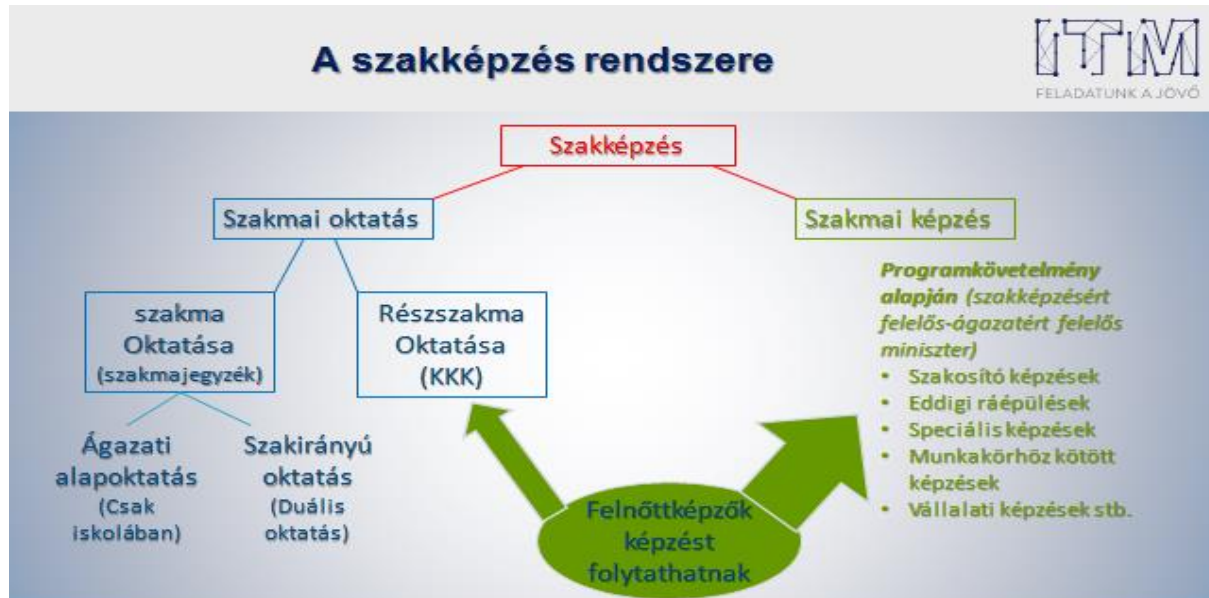 A szakképzés rendszere
ITM
FELADATUNK A JÖVŐ
Szakképzés
Szakmai oktatás
Szakmai képzés
szakma
Oktatása
(szakmajegyzék)
Részszakma
Oktatása
(KKK)
Ágazati
alapoktatás
(Csak
iskolában)
Szakirányú
oktatás
(Duális
oktatás)
Felnőttképzők
képzést
folytathatnak
Programkövetelmény
alapján (szakképzésért
felelős-ágazatért felelős
miniszter)
• Szakosító képzések
• Eddigi ráépülések
• Speciális képzések
• Munkakörhöz kötött
képzések
• Vállalati képzések stb.